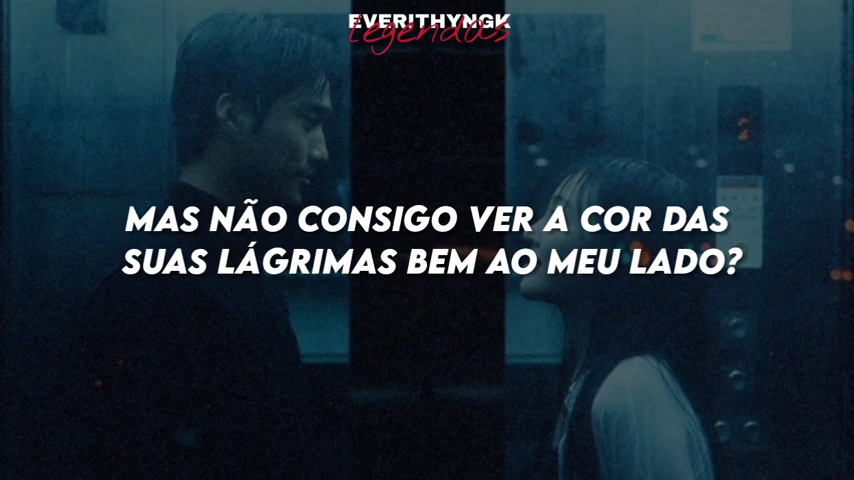 EVERITHYNGK
Legendas
MAS NÃO CONSIGO VER A COR DAS
SUAS LÁGRIMAS BEM AO MEU LADO?